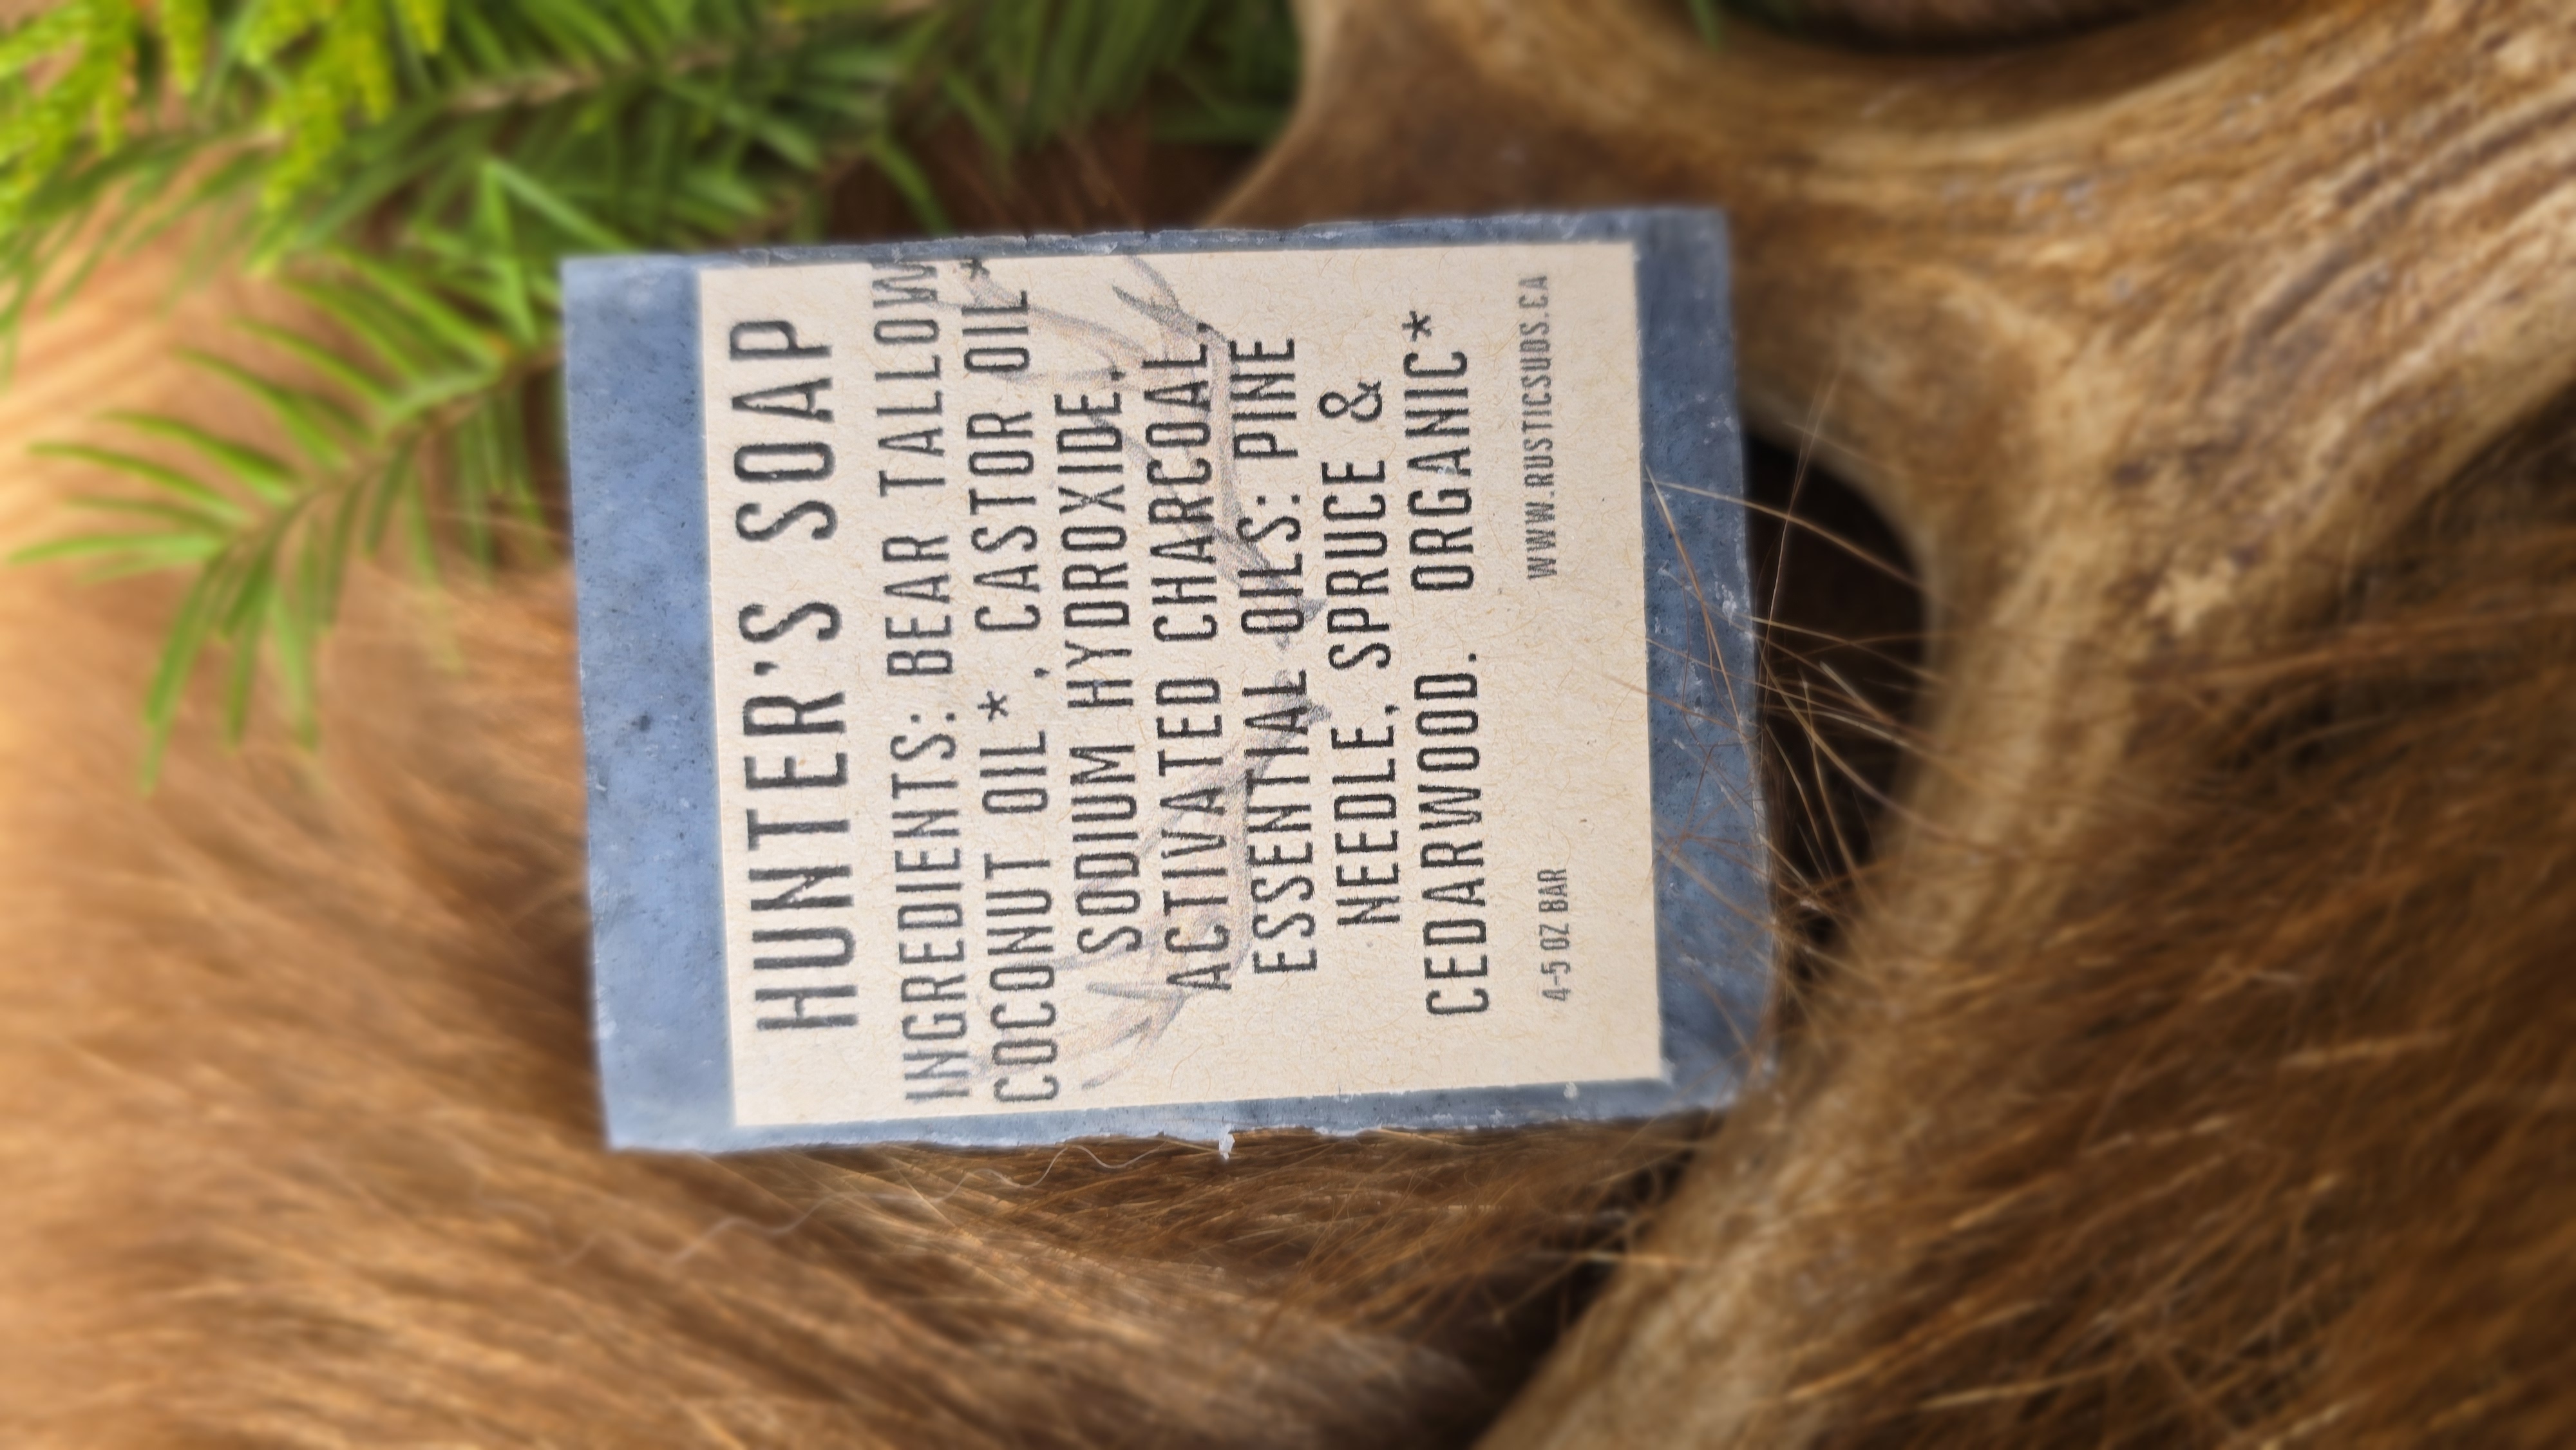 HUNTER'S SOAP
INGREDIENTS: BEAR TALLOW
COCONUT OIL* , CASTOR OIL*
SODIUM HYDROXIDE,
ACTIVATED CHARCOAL,
ESSENTIAL OILS: PINE
NEEDLE, SPRUCE &
CEDARWOOD. ORGANIC*
4-5 OZ BAR WWW.RUSTICSUDS.CA